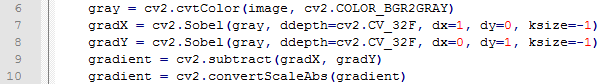 6 gray = cv2.cvtColor(image, cv2.COLOR_BGR2GRAY)
7 gradX = cv2.Sobel(gray, ddepth=cv2.CV_32F, dx=1, dy=0, ksize=-1)
8 gradY = cv2.Sobel(gray, ddepth=cv2.CV_32F, dx=0, dy=1, ksize=-1)
9 gradient = cv2.subtract(gradX, gradY)
10 gradient = cv2.convertScaleAbs(gradient)